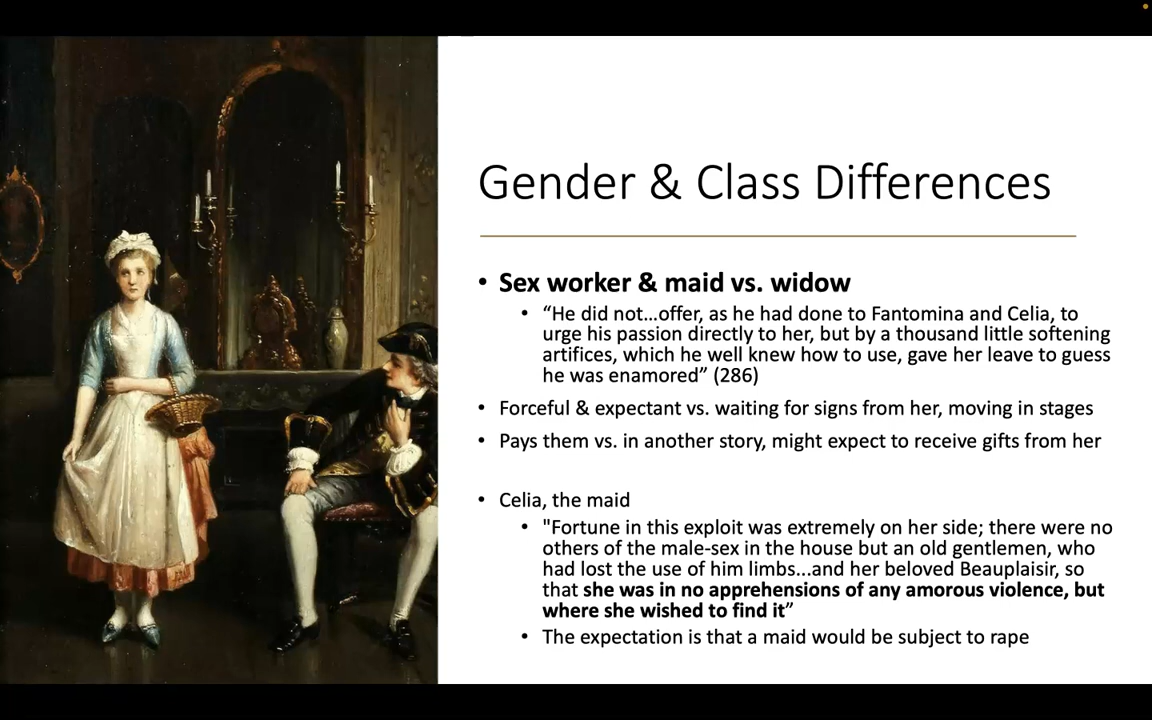 Gender & Class Differences
• Sex worker & maid vs. widow
• “He did not…offer, as he had done to Fantomina and Celia, to
urge his passion directly to her, but by a thousand little softening
artifices, which he well knew how to use, gave her leave to guess
he was enamored” (286)
• Forceful & expectant vs. waiting for signs from her, moving in stages
• Pays them vs. in another story, might expect to receive gifts from her
• Celia, the maid
• "Fortune in this exploit was extremely on her side; there were no
others of the male-sex in the house but an old gentlemen, who
had lost the use of him limbs...and her beloved Beauplaisir, so
that she was in no apprehensions of any amorous violence, but
where she wished to find it”
• The expectation is that a maid would be subject to rape